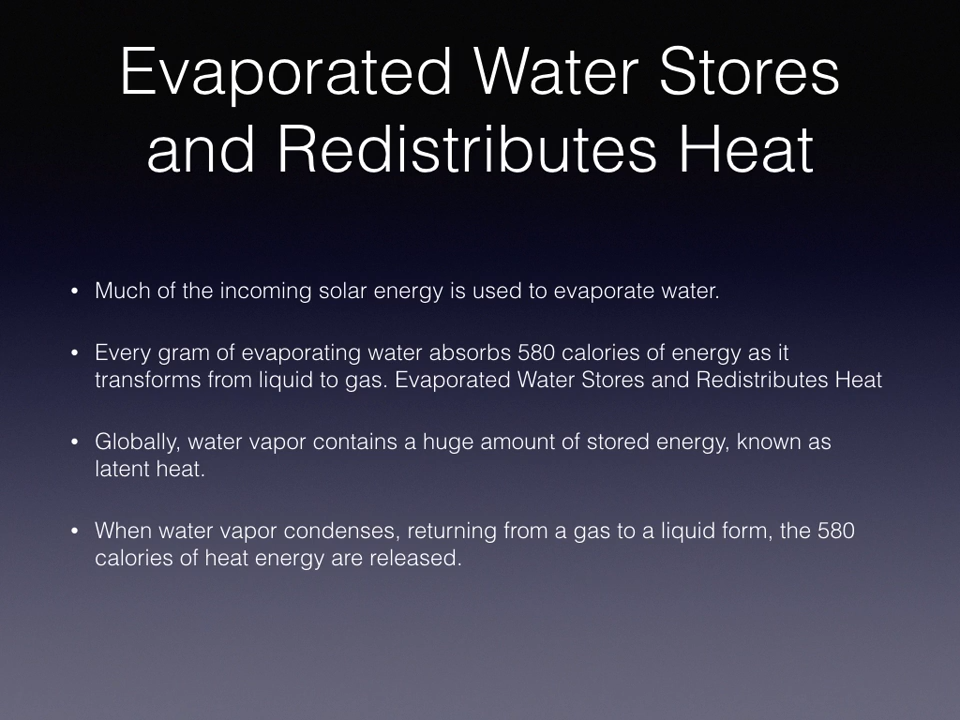 Evaporated Water Stores
and Redistributes Heat
• Much of the incoming solar energy is used to evaporate water.
• Every gram of evaporating water absorbs 580 calories of energy as it
transforms from liquid to gas. Evaporated Water Stores and Redistributes Heat
• Globally, water vapor contains a huge amount of stored energy, known as
latent heat.
• When water vapor condenses, returning from a gas to a liquid form, the 580
calories of heat energy are released.